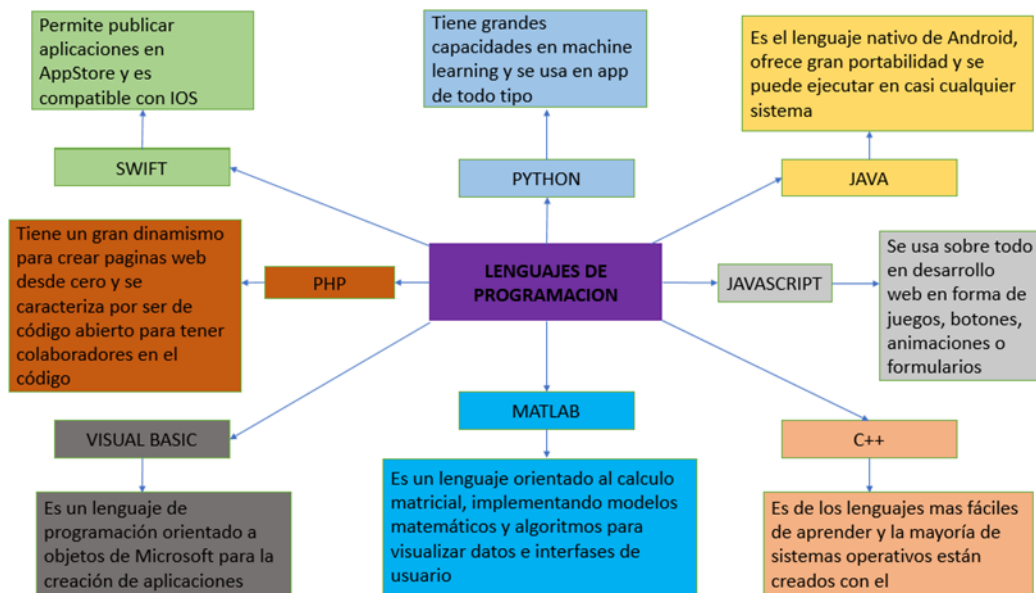 Permite publicar
aplicaciones en
AppStore y es
compatible con IOS
SWIFT
Tiene grandes
capacidades en machine
learning y se usa en app
de todo tipo
PYTHON
Es el lenguaje nativo de Android,
ofrece gran portabilidad y se
puede ejecutar en casi cualquier
sistema
JAVA
Tiene un gran dinamismo
para crear paginas web
desde cero y se
caracteriza por ser de
código abierto para tener
colaboradores en el
código
PHP
LENGUAJES DE
PROGRAMACION
JAVASCRIPT
Se usa sobre todo
en desarrollo
web en forma de
juegos, botones,
animaciones o
formularios
VISUAL BASIC
Es un lenguaje de
programación orientado a
objetos de Microsoft para la
creación de aplicaciones
MATLAB
Es un lenguaje orientado al calculo
matricial, implementando modelos
matemáticos y algoritmos para
visualizar datos e interfases de
usuario
C++
Es de los lenguajes mas fáciles
de aprender y la mayoría de
sistemas operativos están
creados con el